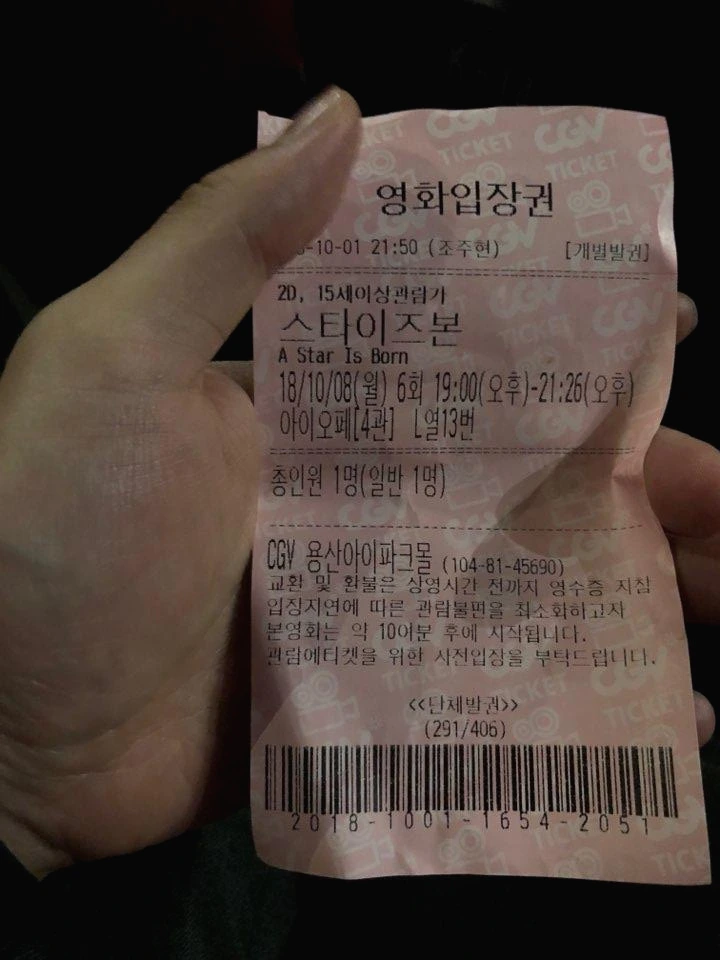 영화입장권
-10-01 21:50 (조주현) [개별발권]
2D, 15세이상관람가
스타이즈본
A Star Is Born
18/10/08(월) 6회 19:00(오후)-21:26(오후)
아이오페[4관] L열13번
총인원 1명(일반 1명)
CGV 용산아이파크몰 (104-81-45690)
교환 및 환불은 상영시간 전까지 영수증 지참
입장지연에 따른 관람불편을 최소화하고자
본영화는 약 10여분 후에 시작됩니다.
관람에티켓을 위한 사전입장을 부탁드립니다.
<<단체발권>>
(291/406)
2018-1001-1654-2051